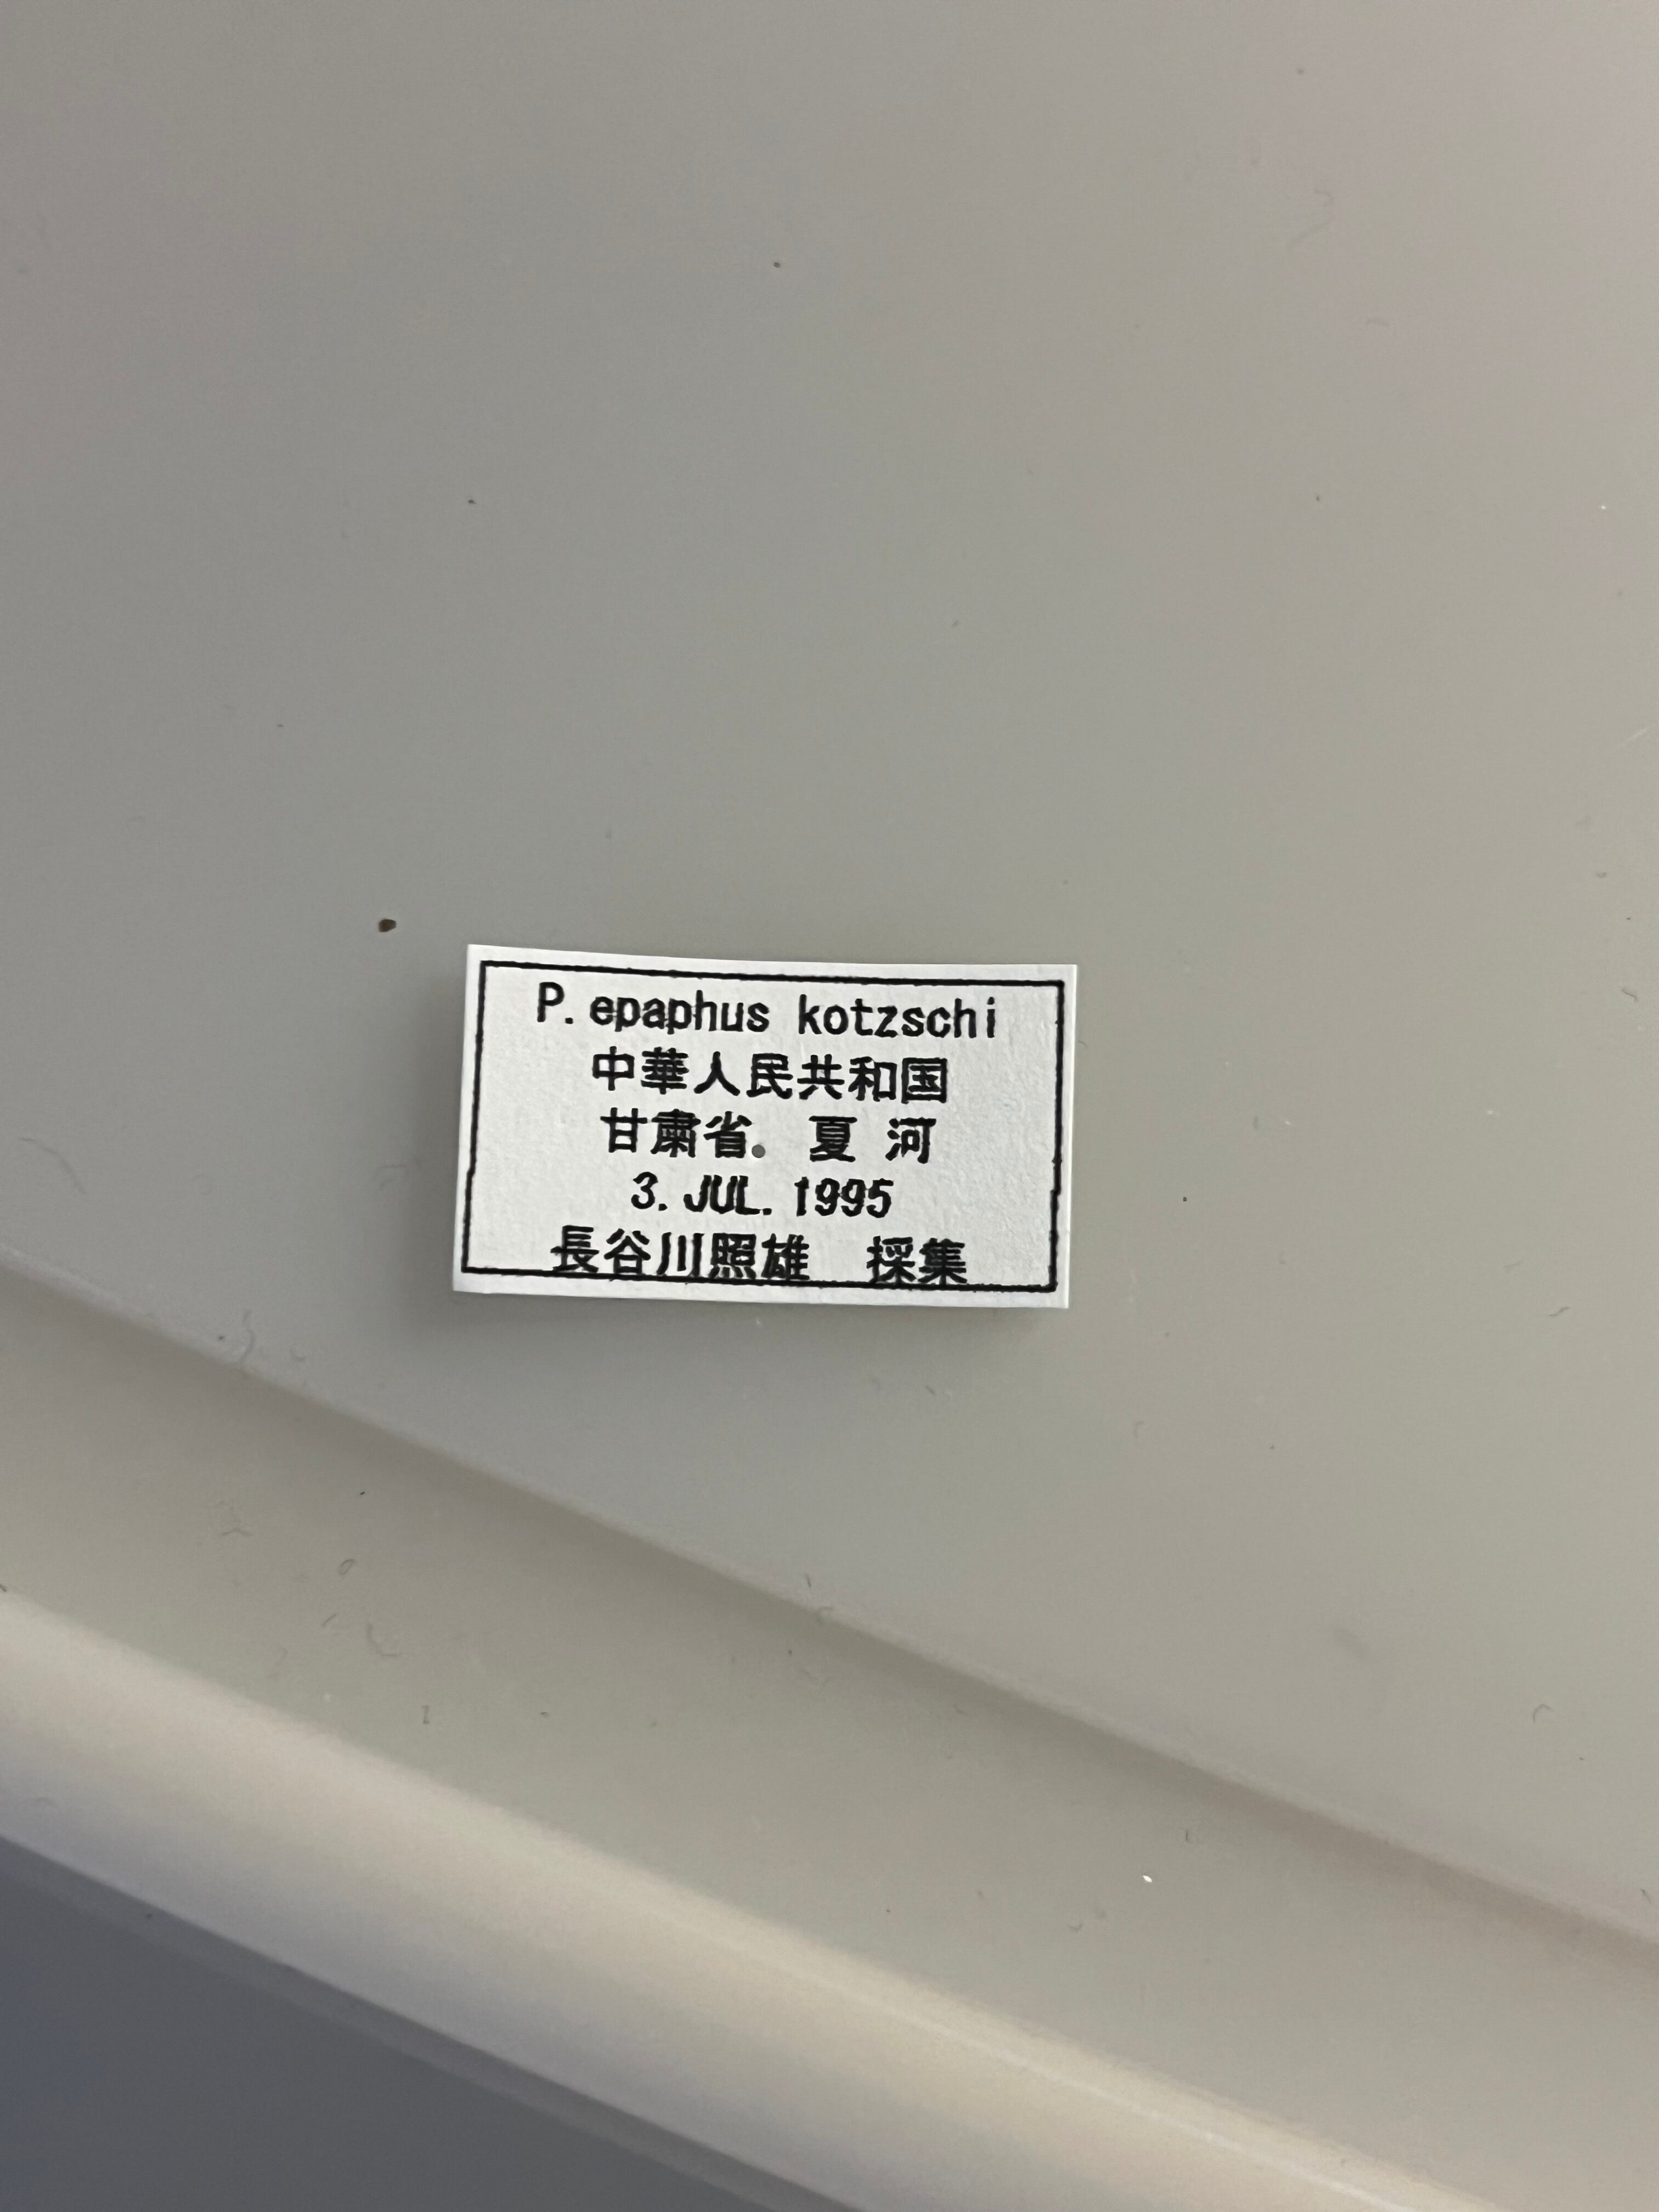 P. epaphus kotzschi
中華人民共和国
甘粛省. 夏 河
3. JUL. 1995
長谷川照雄 採集